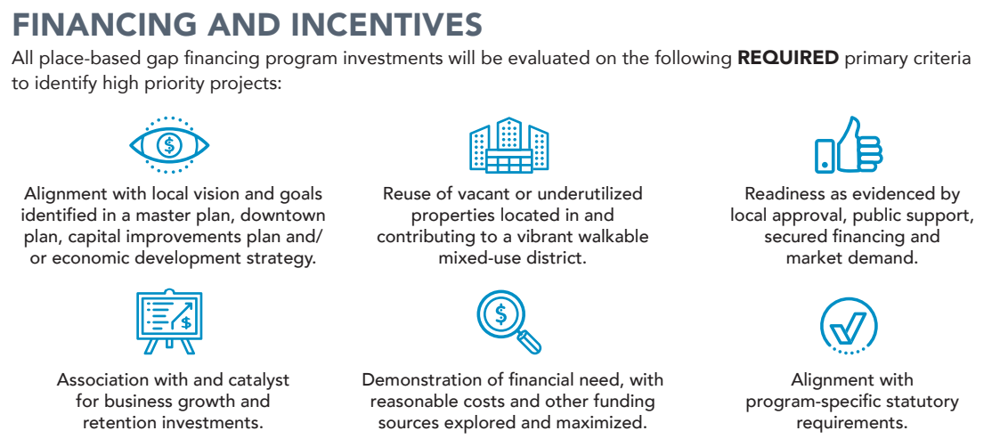 FINANCING AND INCENTIVES
All place-based gap financing program investments will be evaluated on the following REQUIRED primary criteria
to identify high priority projects:
$
Alignment with local vision and goals
identified in a master plan, downtown
plan, capital improvements plan and/
or economic development strategy.
Reuse of vacant or underutilized
properties located in and
contributing to a vibrant walkable
mixed-use district.
Readiness as evidenced by
local approval, public support,
secured financing and
market demand.
$
Association with and catalyst
for business growth and
retention investments.
$
Demonstration of financial need, with
reasonable costs and other funding
sources explored and maximized.
Alignment with
program-specific statutory
requirements.